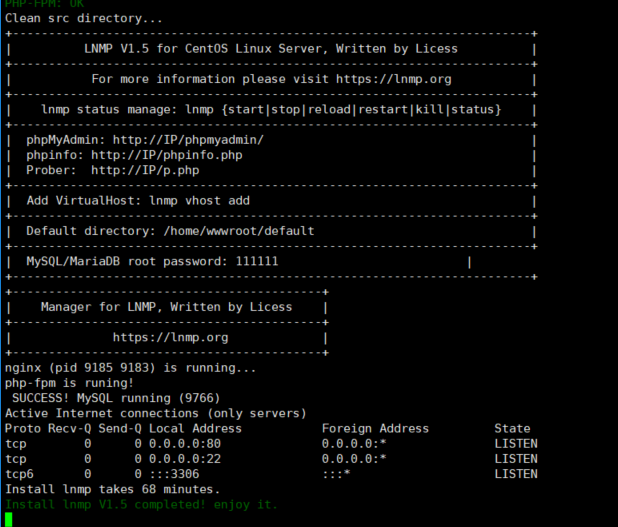 PHP-FPM: OK
Clean src directory...
+------------------------------------------------------------------------+
|          LNMP V1.5 for CentOS Linux Server, Written by Licess          |
+------------------------------------------------------------------------+
|           For more information please visit https://lnmp.org           |
+------------------------------------------------------------------------+
|    lnmp status manage: lnmp {start|stop|reload|restart|kill|status}    |
+------------------------------------------------------------------------+
|  phpMyAdmin: http://IP/phpmyadmin/                                     |
|  phpinfo: http://IP/phpinfo.php                                        |
|  Prober:  http://IP/p.php                                              |
+------------------------------------------------------------------------+
|  Add VirtualHost: lnmp vhost add                                       |
+------------------------------------------------------------------------+
|  Default directory: /home/wwwroot/default                              |
+------------------------------------------------------------------------+
|  MySQL/MariaDB root password: 111111                          |
+------------------------------------------------------------------------+
+-------------------------------------------+
|    Manager for LNMP, Written by Licess    |
+-------------------------------------------+
|              https://lnmp.org             |
+-------------------------------------------+
nginx (pid 9185 9183) is running...
php-fpm is runing!
 SUCCESS! MySQL running (9766)
Active Internet connections (only servers)
Proto Recv-Q Send-Q Local Address           Foreign Address         State
tcp        0      0 0.0.0.0:80              0.0.0.0:*               LISTEN
tcp        0      0 0.0.0.0:22              0.0.0.0:*               LISTEN
tcp6       0      0 :::3306                 :::*                    LISTEN
Install lnmp takes 68 minutes.
Install lnmp V1.5 completed! enjoy it.